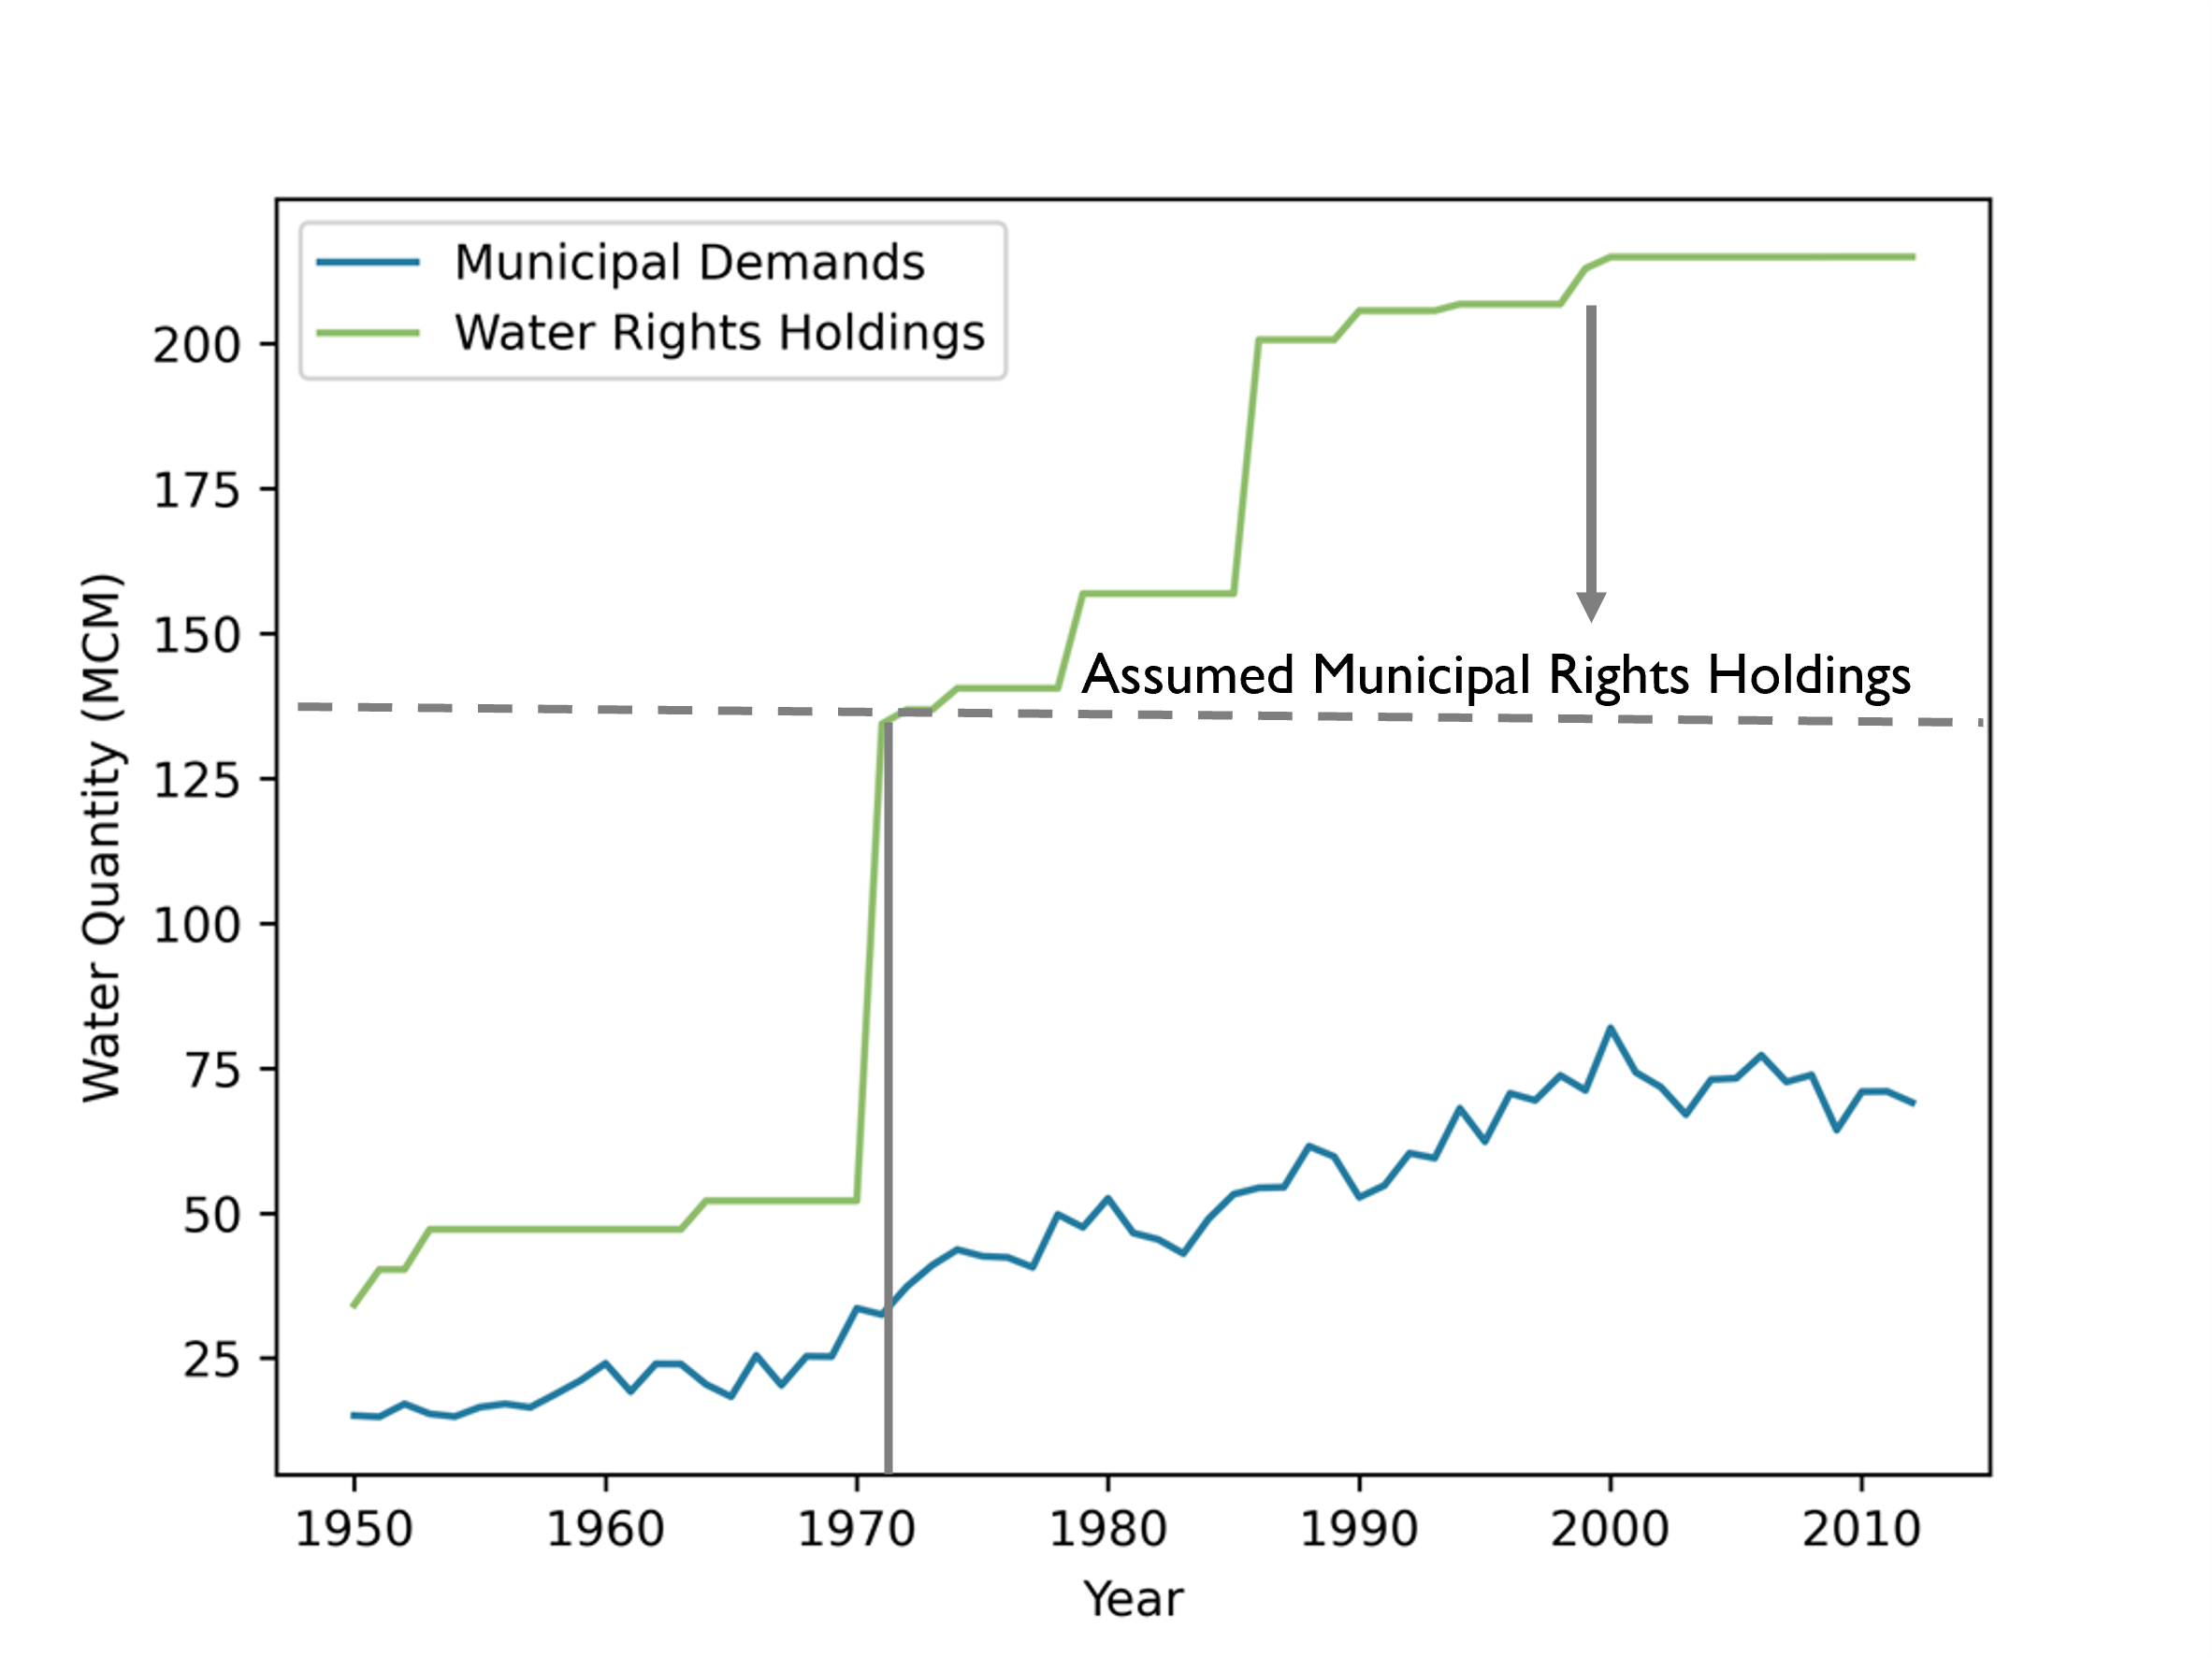 Municipal Demands
Water Rights Holdings
200
175
150
125
100
75
50
25
Water Quantity (MCM)
Assumed Municipal Rights Holdings
1950 1960 1970 1980 1990 2000 2010
Year